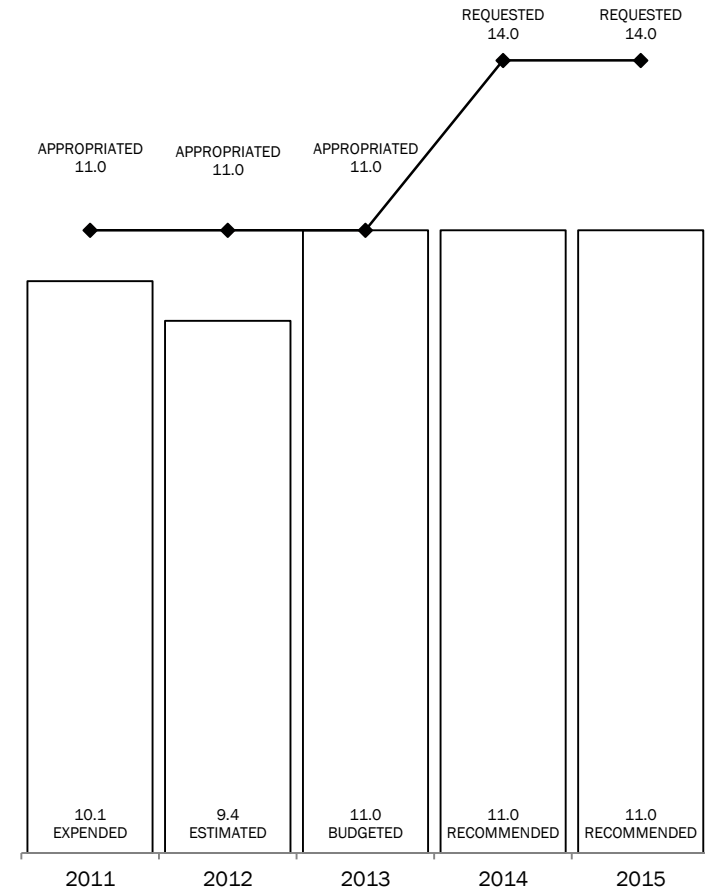 REQUESTED
14.0
REQUESTED
14.0
APPROPRIATED
11.0
APPROPRIATED
11.0
APPROPRIATED
11.0
10.1
EXPENDED
9.4
ESTIMATED
11.0
BUDGETED
11.0
RECOMMENDED
11.0
RECOMMENDED
2011
2012
2013
2014
2015